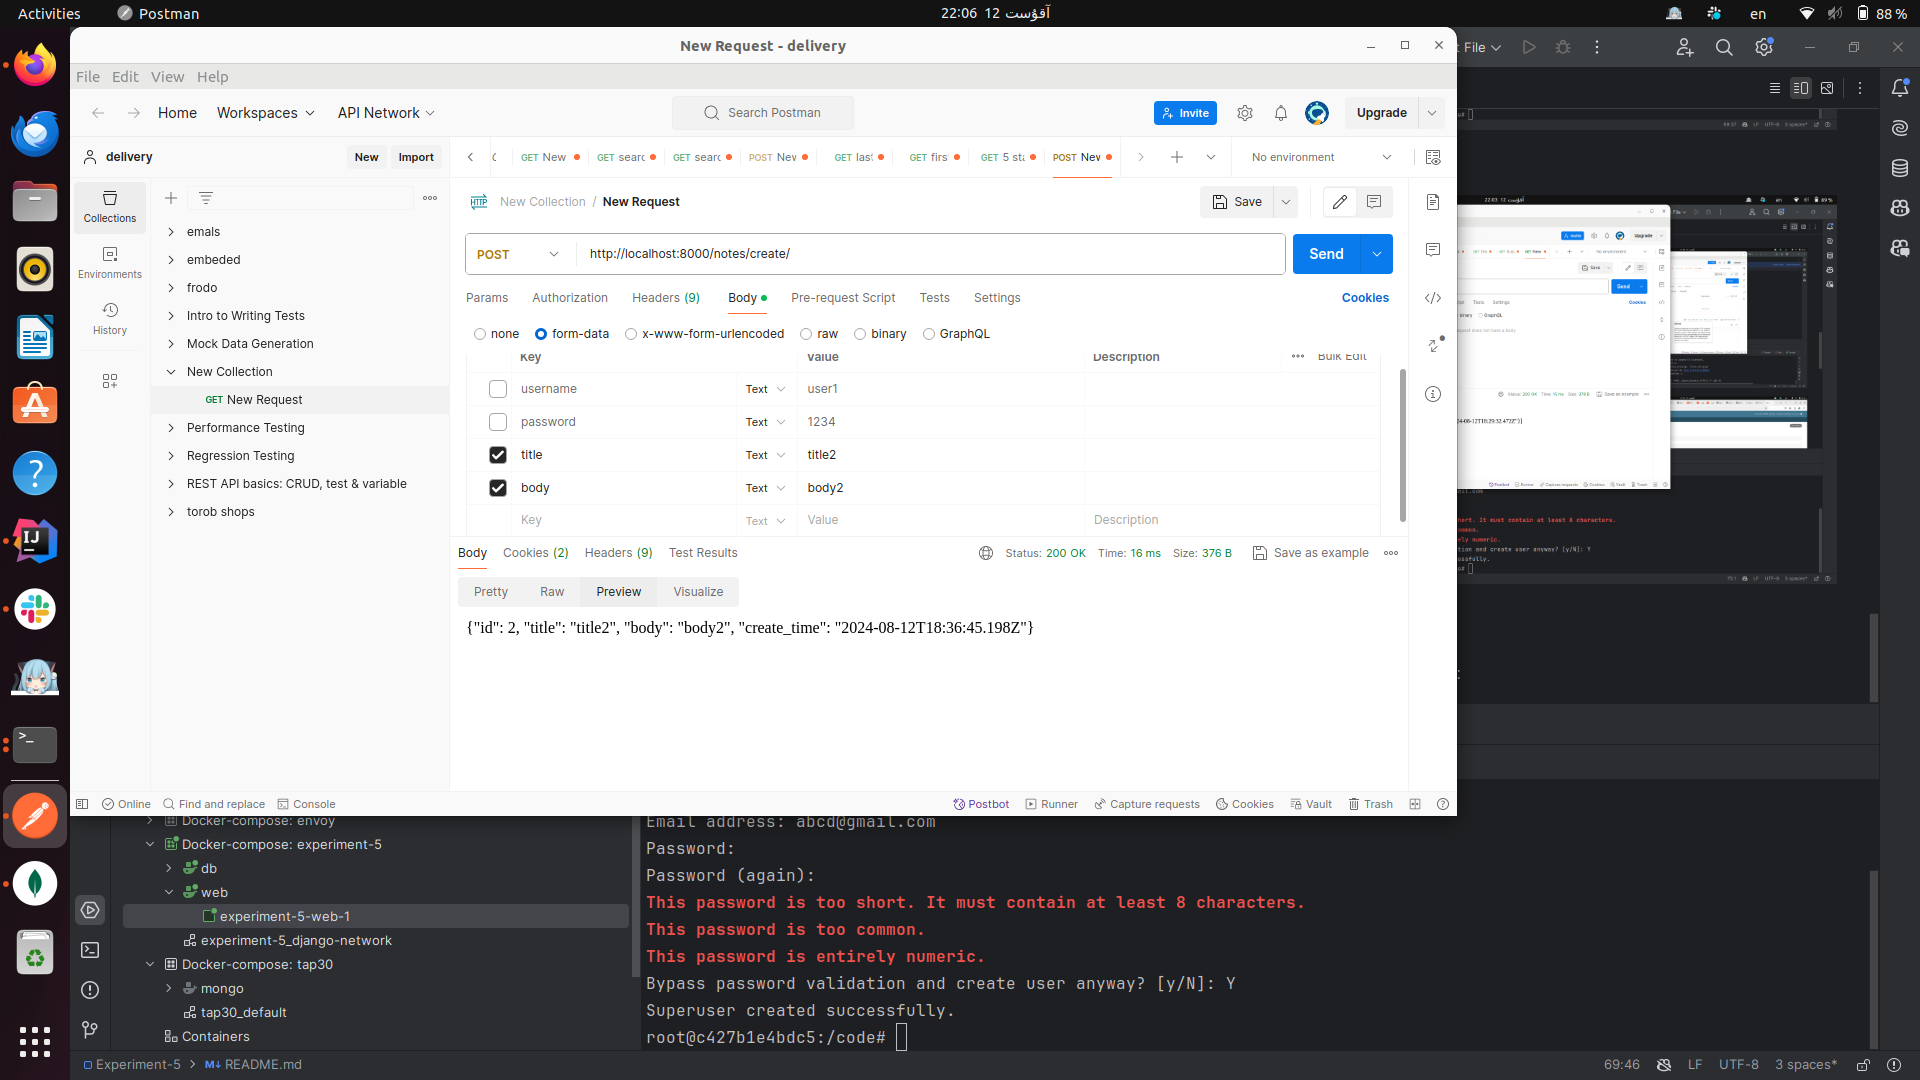 Activities Postman 22:06 آقۇست 12 en 88 %
New Request - delivery
File Edit View Help
Home Workspaces API Network Search Postman Invite Upgrade
delivery New Import
GET New GET searc GET searc POST New GET last GET firs GET 5 sta POST New No environment
Collections
Environments
History
emals
embeded
frodo
Intro to Writing Tests
Mock Data Generation
New Collection
GET New Request
Performance Testing
Regression Testing
REST API basics: CRUD, test & variable
torob shops
HTTP New Collection / New Request Save
POST http://localhost:8000/notes/create/ Send
Params Authorization Headers (9) Body Pre-request Script Tests Settings Cookies
none form-data x-www-form-urlencoded raw binary GraphQL
Key Value Description Bulk Edit
username Text user1
password Text 1234
title Text title2
body Text body2
Key Text Value Description
Body Cookies (2) Headers (9) Test Results Status: 200 OK Time: 16 ms Size: 376 B Save as example
Pretty Raw Preview Visualize
{"id": 2, "title": "title2", "body": "body2", "create_time": "2024-08-12T18:36:45.198Z"}
Online Find and replace Console Postbot Runner Capture requests Cookies Vault Trash
Docker-compose: envoy
Docker-compose: experiment-5
db
web
experiment-5-web-1
experiment-5_django-network
Docker-compose: tap30
mongo
tap30_default
Containers
Email address: abcd@gmail.com
Password:
Password (again):
This password is too short. It must contain at least 8 characters.
This password is too common.
This password is entirely numeric.
Bypass password validation and create user anyway? [y/N]: Y
Superuser created successfully.
root@c427b1e4bdc5:/code#
Experiment-5 > README.md 69:46 LF UTF-8 3 spaces*